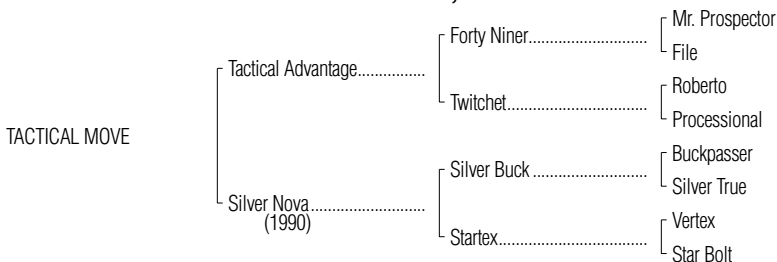 Mr. Prospector
Forty Niner
File
Tactical Advantage
Roberto
Twitchet
Processional
TACTICAL MOVE
Buckpasser
Silver Buck
Silver True
Silver Nova
(1990)
Vertex
Startex
Star Bolt